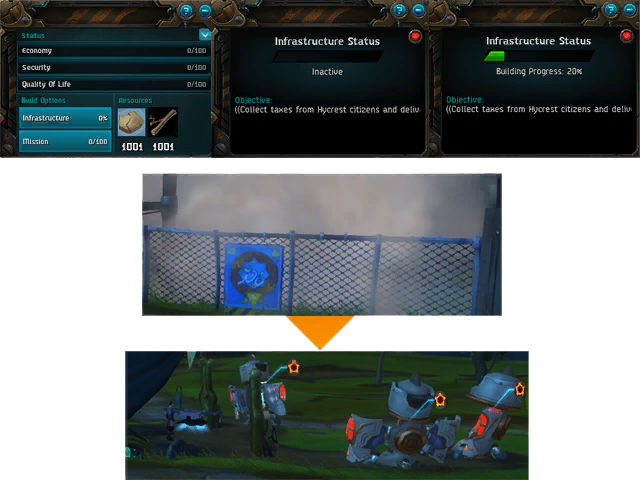 Status
Economy 0/100
Security 0/100
Quality Of Life 0/100
Build Options Resources
Infrastructure 0%
Mission 0/100
1001 1001
Infrastructure Status
Inactive
Objective:
((Collect taxes from Hycrest citizens and deliv
Infrastructure Status
Building Progress: 20%
Objective:
((Collect taxes from Hycrest citizens and deliv